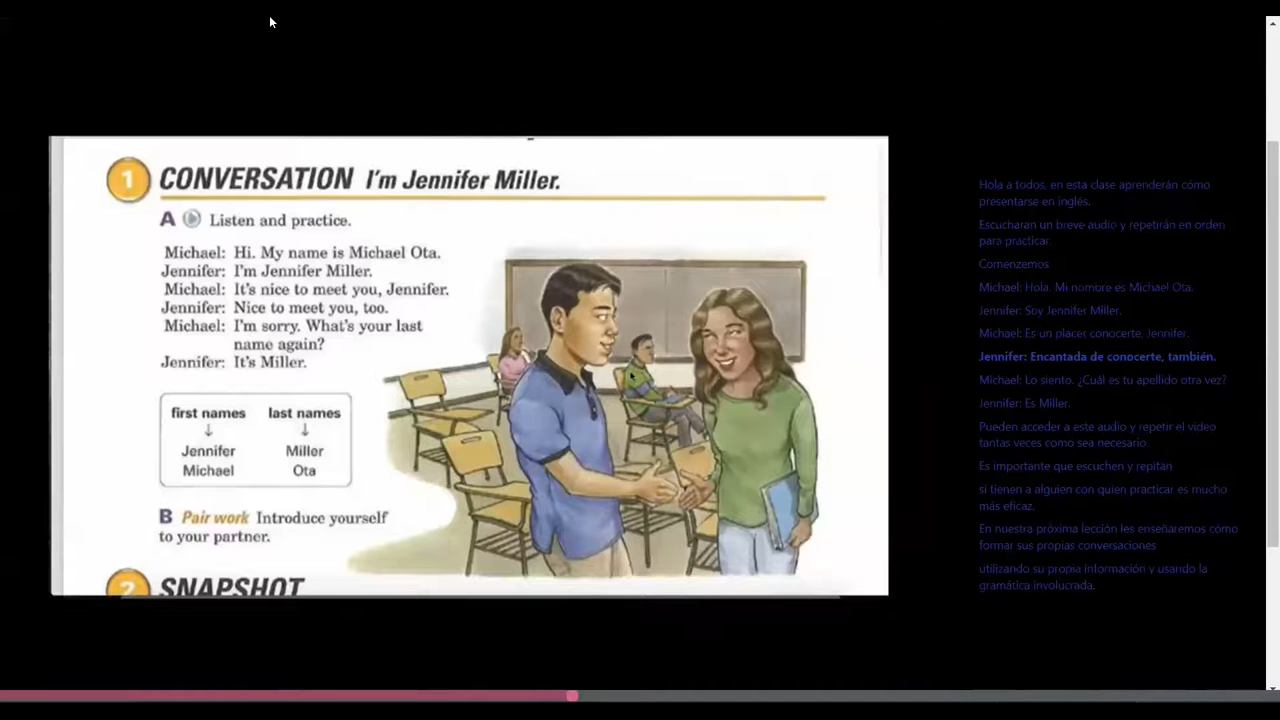 1 CONVERSATION I'm Jennifer Miller.
A Listen and practice.
Michael: Hi. My name is Michael Ota.
Jennifer: I'm Jennifer Miller.
Michael: It's nice to meet you, Jennifer.
Jennifer: Nice to meet you, too.
Michael: I'm sorry. What's your last
name again?
Jennifer: It's Miller.
first names last names
↓ ↓
Jennifer Miller
Michael Ota
B Pair work Introduce yourself
to your partner.
2 SNAPSHOT
Hola a todos, en esta clase aprenderán cómo
presentarse en inglés.
Escucharan un breve audio y repetirán en orden
para practicar.
Comenzemos
Michael: Hola. Mi nombre es Michael Ota.
Jennifer: Soy Jennifer Miller.
Michael: Es un placer conocerte, Jennifer.
Jennifer: Encantada de conocerte, también.
Michael: Lo siento. ¿Cuál es tu apellido otra vez?
Jennifer: Es Miller.
Pueden acceder a este audio y repetir el video
tantas veces como sea necesario.
Es importante que escuchen y repitan
si tienen a alguien con quien practicar es mucho
más eficaz.
En nuestra próxima lección les enseñaremos cómo
formar sus propias conversaciones
utilizando su propia información y usando la
gramática involucrada.